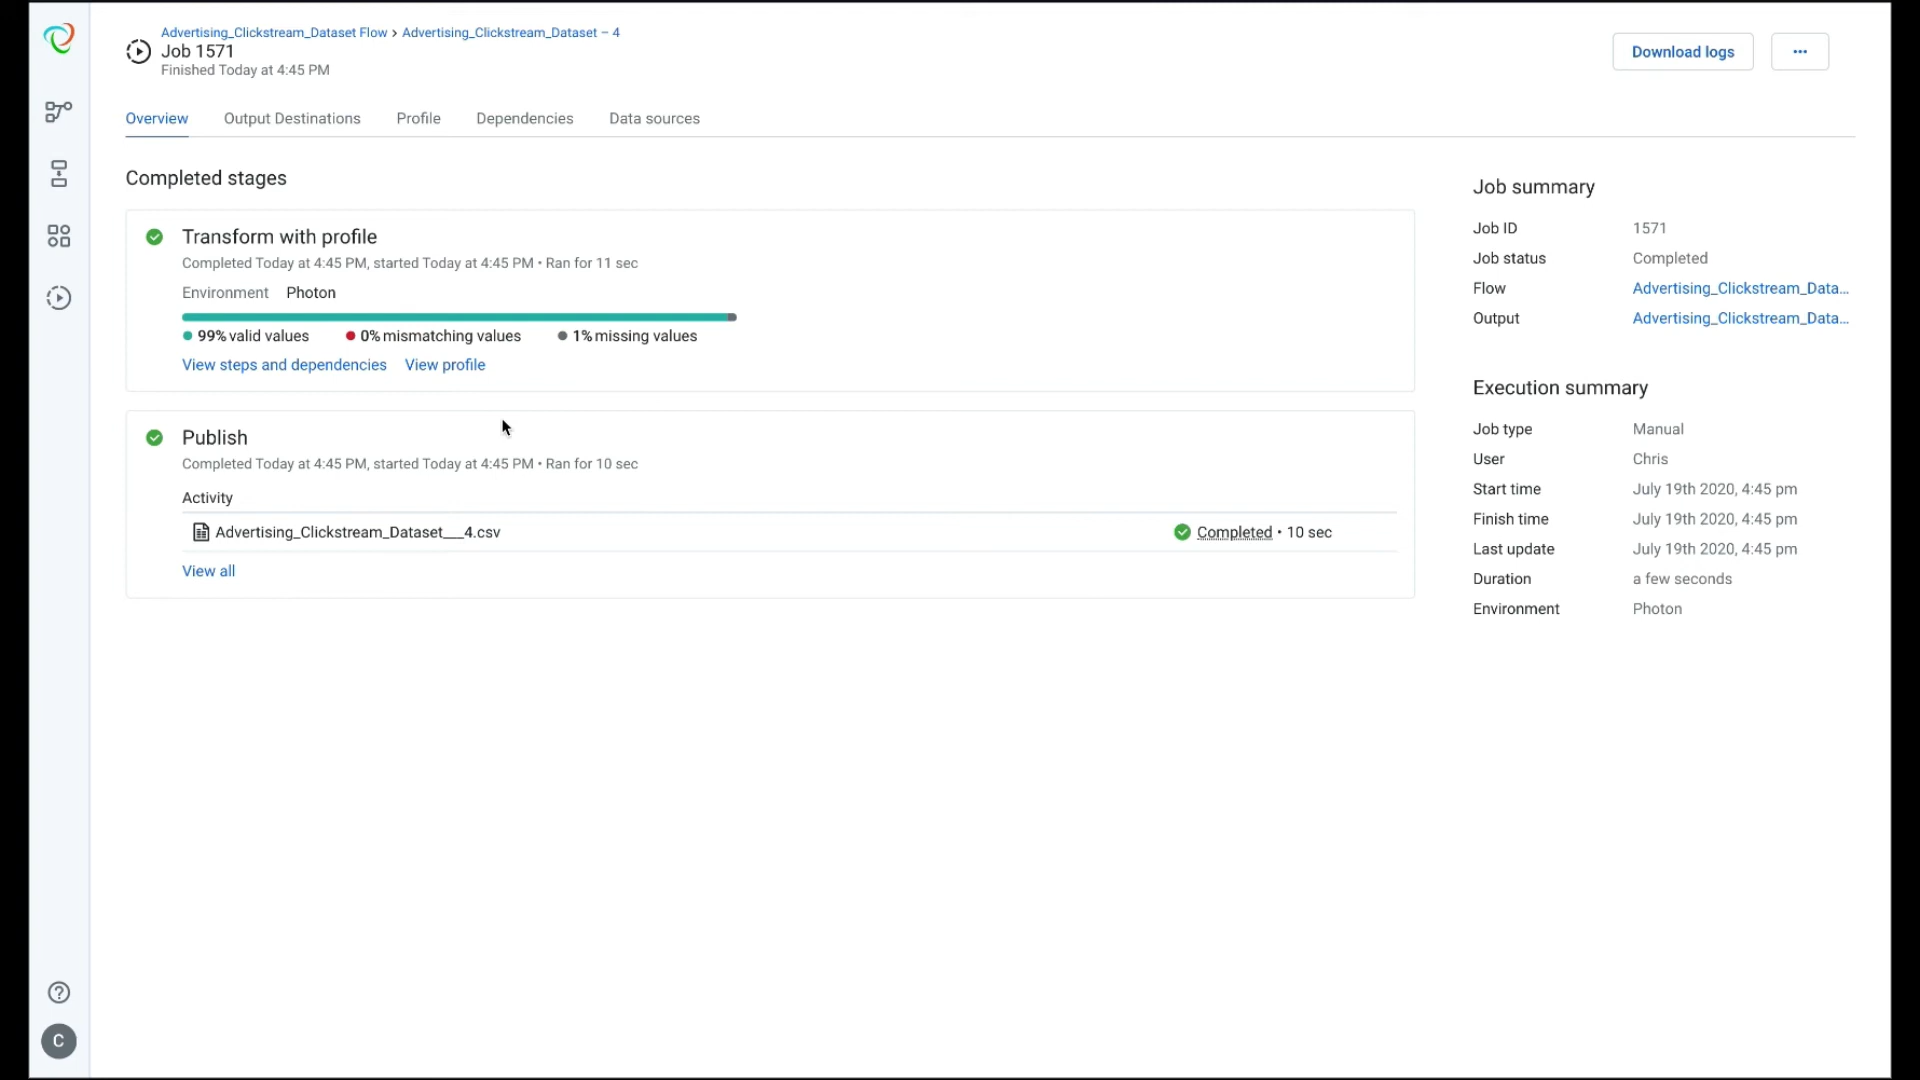 Advertising_Clickstream_Dataset Flow > Advertising_Clickstream_Dataset – 4
Job 1571
Finished Today at 4:45 PM
Download logs
...
Overview Output Destinations Profile Dependencies Data sources
Completed stages
Transform with profile
Completed Today at 4:45 PM, started Today at 4:45 PM • Ran for 11 sec
Environment Photon
99% valid values 0% mismatching values 1% missing values
View steps and dependencies View profile
Publish
Completed Today at 4:45 PM, started Today at 4:45 PM • Ran for 10 sec
Activity
Advertising_Clickstream_Dataset___4.csv Completed • 10 sec
View all
Job summary
Job ID 1571
Job status Completed
Flow Advertising_Clickstream_Data...
Output Advertising_Clickstream_Data...
Execution summary
Job type Manual
User Chris
Start time July 19th 2020, 4:45 pm
Finish time July 19th 2020, 4:45 pm
Last update July 19th 2020, 4:45 pm
Duration a few seconds
Environment Photon
?
C